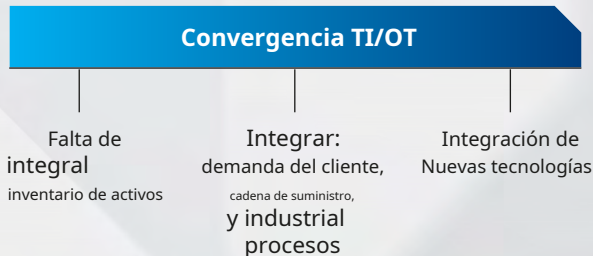 Convergencia TI/OT
Falta de
integral
inventario de activos
Integrar:
demanda del cliente,
cadena de suministro,
y industrial
procesos
Integración de
Nuevas tecnologías